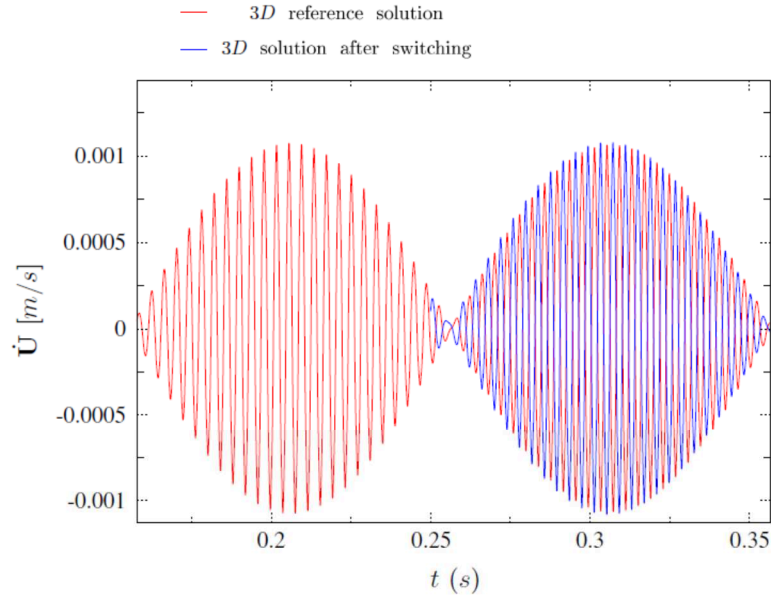 3D reference solution
3D solution after switching
0.001
0.0005
0
-0.0005
-0.001
U̇ [m/s]
0.2
0.25
0.3
0.35
t (s)